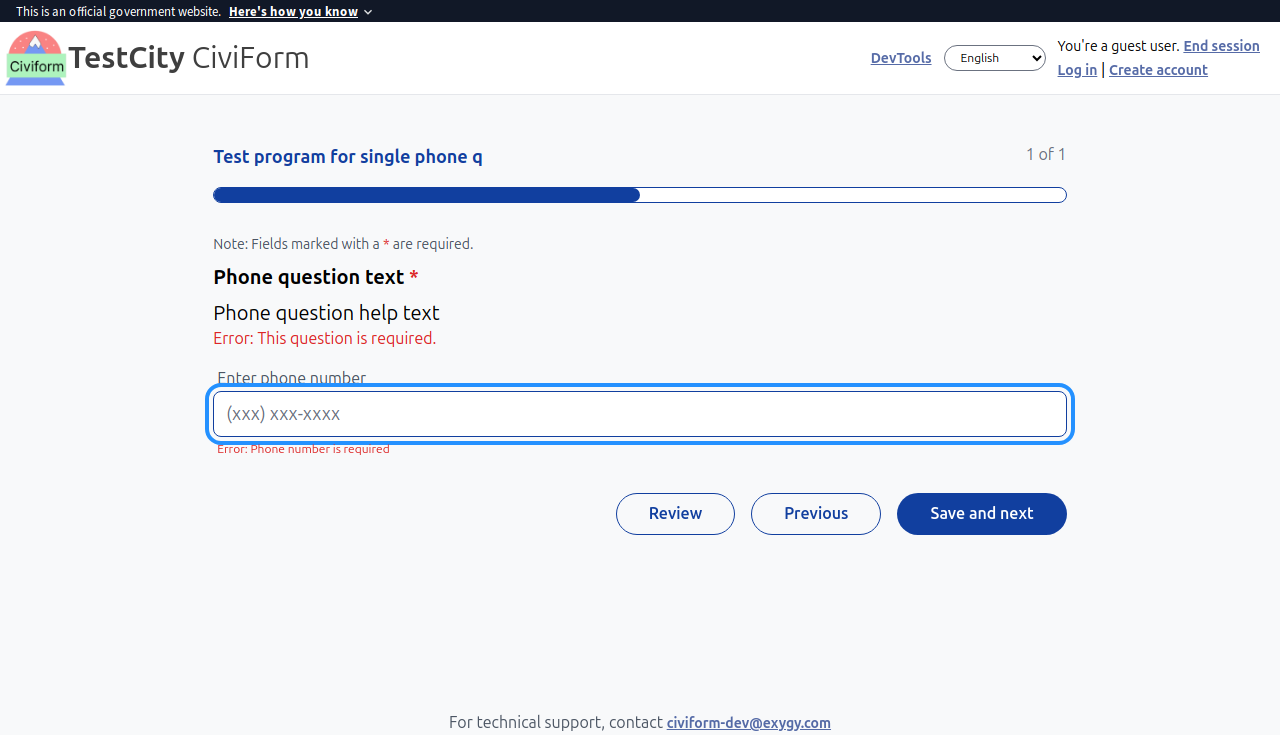 This is an official government website. Here's how you know
Civiform
TestCity CiviForm
DevTools
English
You're a guest user. End session
Log in | Create account
Test program for single phone q
1 of 1
Note: Fields marked with a * are required.
Phone question text *
Phone question help text
Error: This question is required.
Enter phone number
(xxx) xxx-xxxx
Error: Phone number is required
Review
Previous
Save and next
For technical support, contact civiform-dev@exygy.com